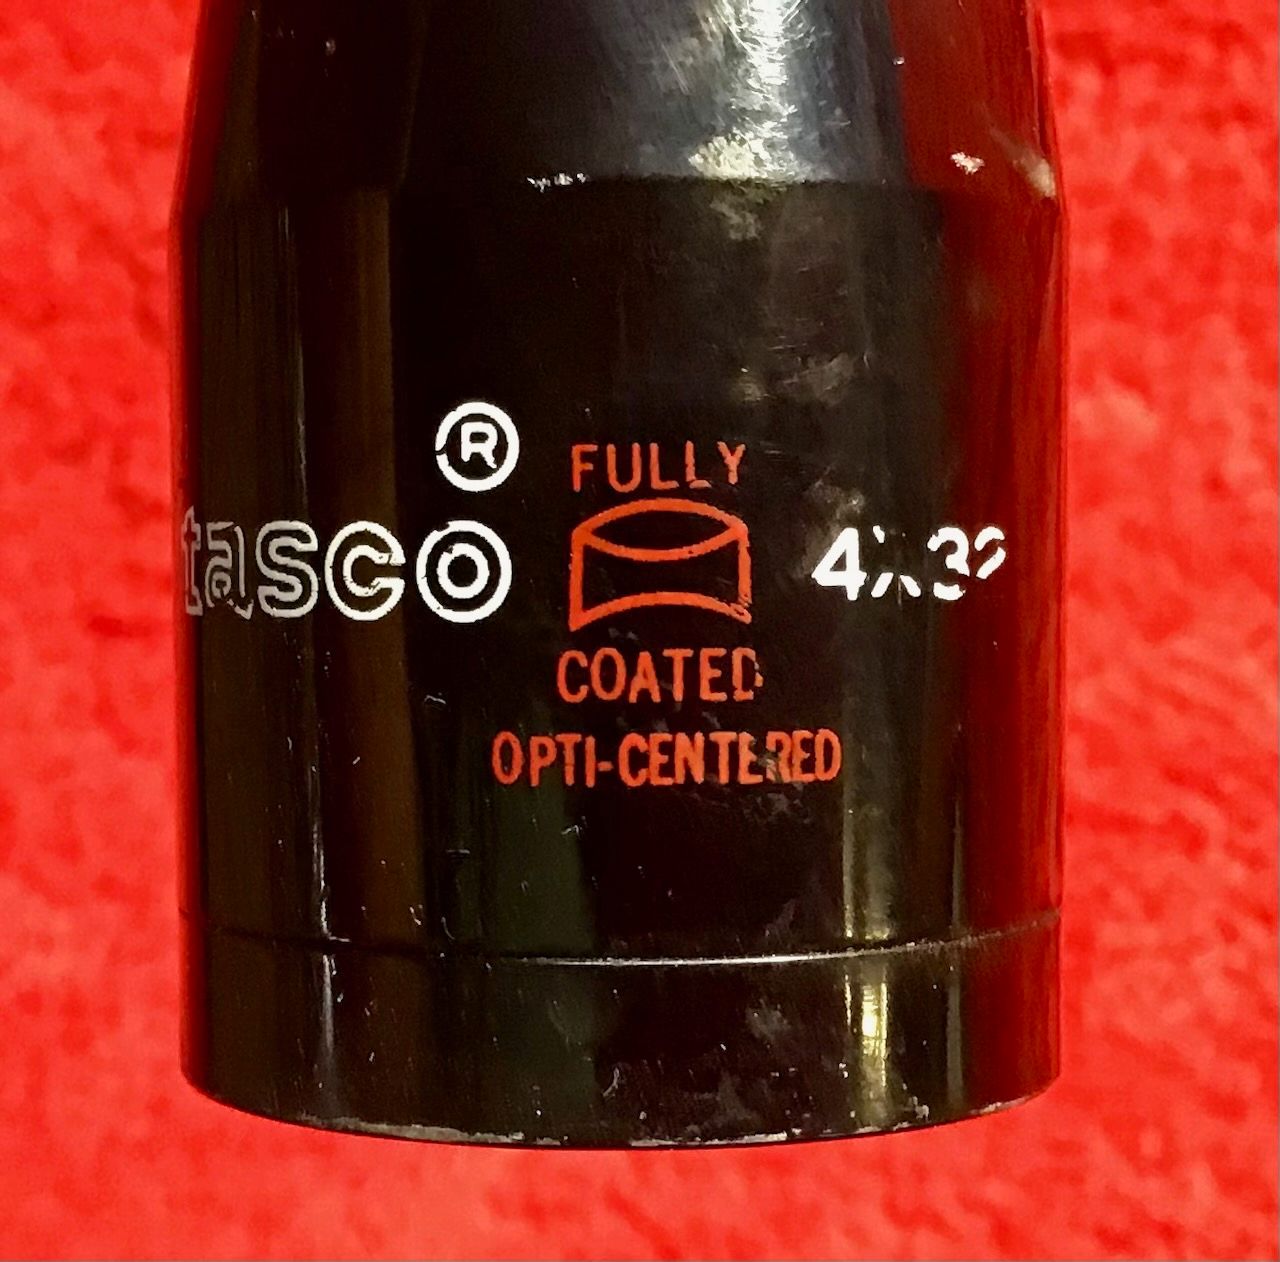 ®
tasco
FULLY
COATED
OPTI-CENTERED
4X32